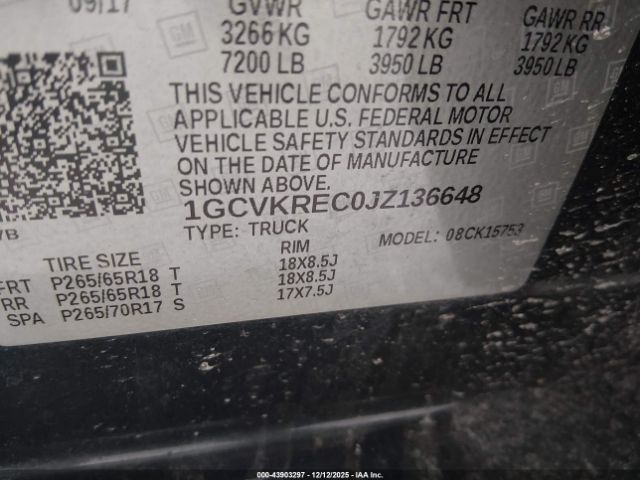 09/17 GVWR GAWR FRT GAWR RR
3266 KG 1792 KG 1792 KG
7200 LB 3950 LB 3950 LB
THIS VEHICLE CONFORMS TO ALL
APPLICABLE U.S. FEDERAL MOTOR
VEHICLE SAFETY STANDARDS IN EFFECT
ON THE DATE OF MANUFACTURE
SHOWN ABOVE.
1GCVKREC0JZ136648
TYPE: TRUCK MODEL: 08CK15753
TIRE SIZE RIM
FRT P265/65R18 T 18X8.5J
RR P265/65R18 T 18X8.5J
SPA P265/70R17 S 17X7.5J
000-43903297 - 12/12/2025 - IAA Inc.